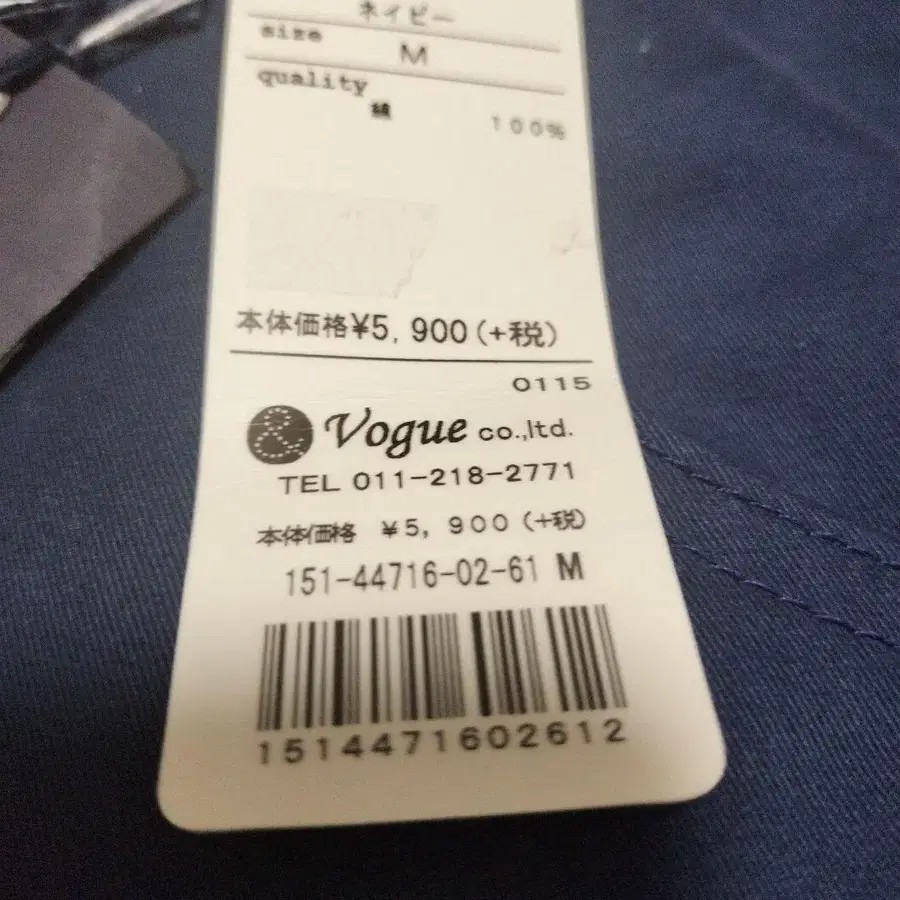 ネイビー
size M
quality
綿 100%
本体価格¥5,900(+税)
0115
& Vogue co.,ltd.
TEL 011-218-2771
本体価格 ¥5,900(+税)
151-44716-02-61 M
1514471602612